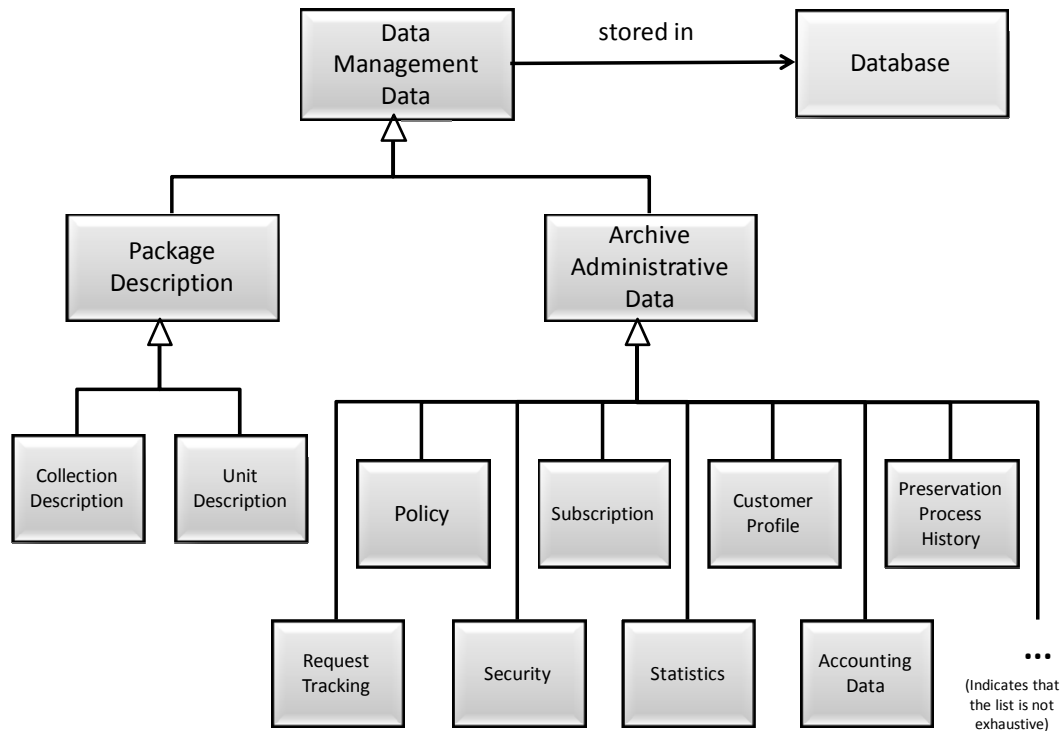 Data
Management
Data
stored in
Database
Package
Description
Archive
Administrative
Data
Collection
Description
Unit
Description
Policy
Subscription
Customer
Profile
Preservation
Process
History
Request
Tracking
Security
Statistics
Accounting
Data
...
(Indicates that
the list is not
exhaustive)